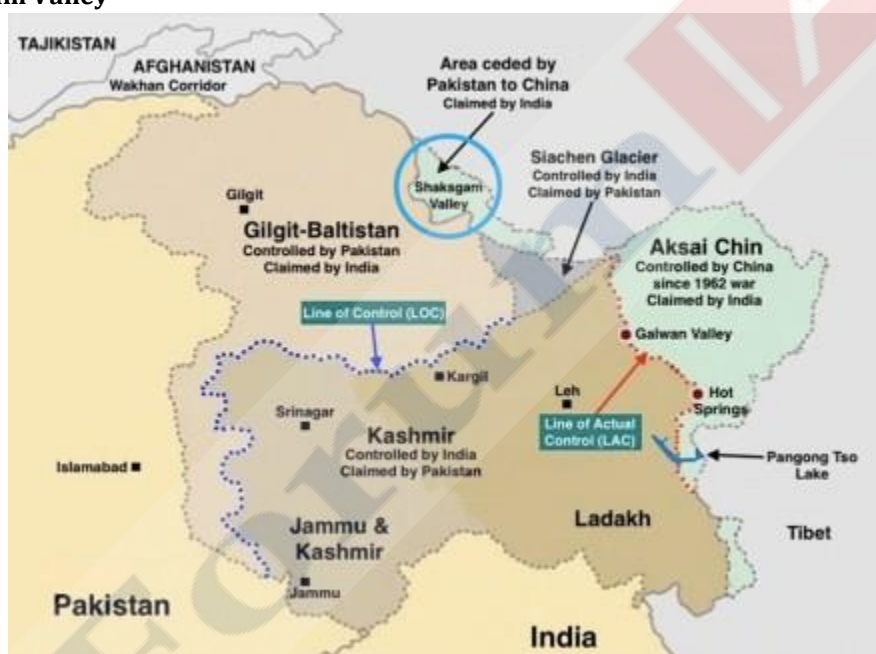 Valley
TAJIKISTAN
AFGHANISTAN
Wakhan Corridor
Area ceded by
Pakistan to China
Claimed by India
Siachen Glacier
Controlled by India
Claimed by Pakistan
Shaksgam
Valley
Gilgit
Gilgit-Baltistan
Controlled by Pakistan
Claimed by India
Aksai Chin
Controlled by China
since 1962 war
Claimed by India
Line of Control (LOC)
Galwan Valley
Kargil
Leh
Hot
Springs
Srinagar
Line of Actual
Control (LAC)
Kashmir
Controlled by India
Claimed by Pakistan
Islamabad
Pangong Tso
Lake
Jammu &
Kashmir
Ladakh
Tibet
Jammu
Pakistan
India
Forum